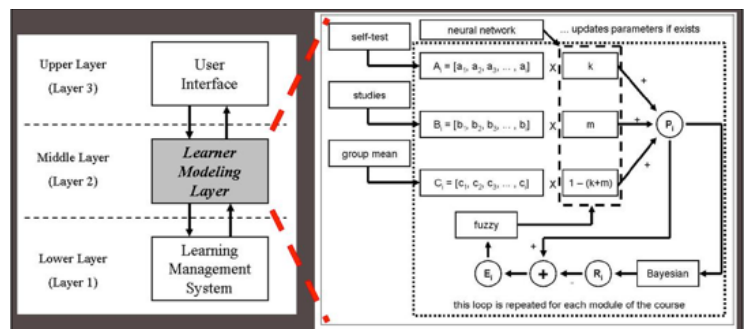 Upper Layer
(Layer 3)
User
Interface
Middle Layer
(Layer 2)
Learner
Modeling
Layer
Lower Layer
(Layer 1)
Learning
Management
System
self-test
neural network
... updates parameters if exists
Ai = [a1, a2, a3, ... , ai]
X
k
+
studies
Bi = [b1, b2, b3, ... , bi]
X
m
+
Pi
group mean
+
Ci = [c1, c2, c3, ... , ci]
X
1 – (k+m)
fuzzy
+
Ei
+
-
Ri
Bayesian
this loop is repeated for each module of the course